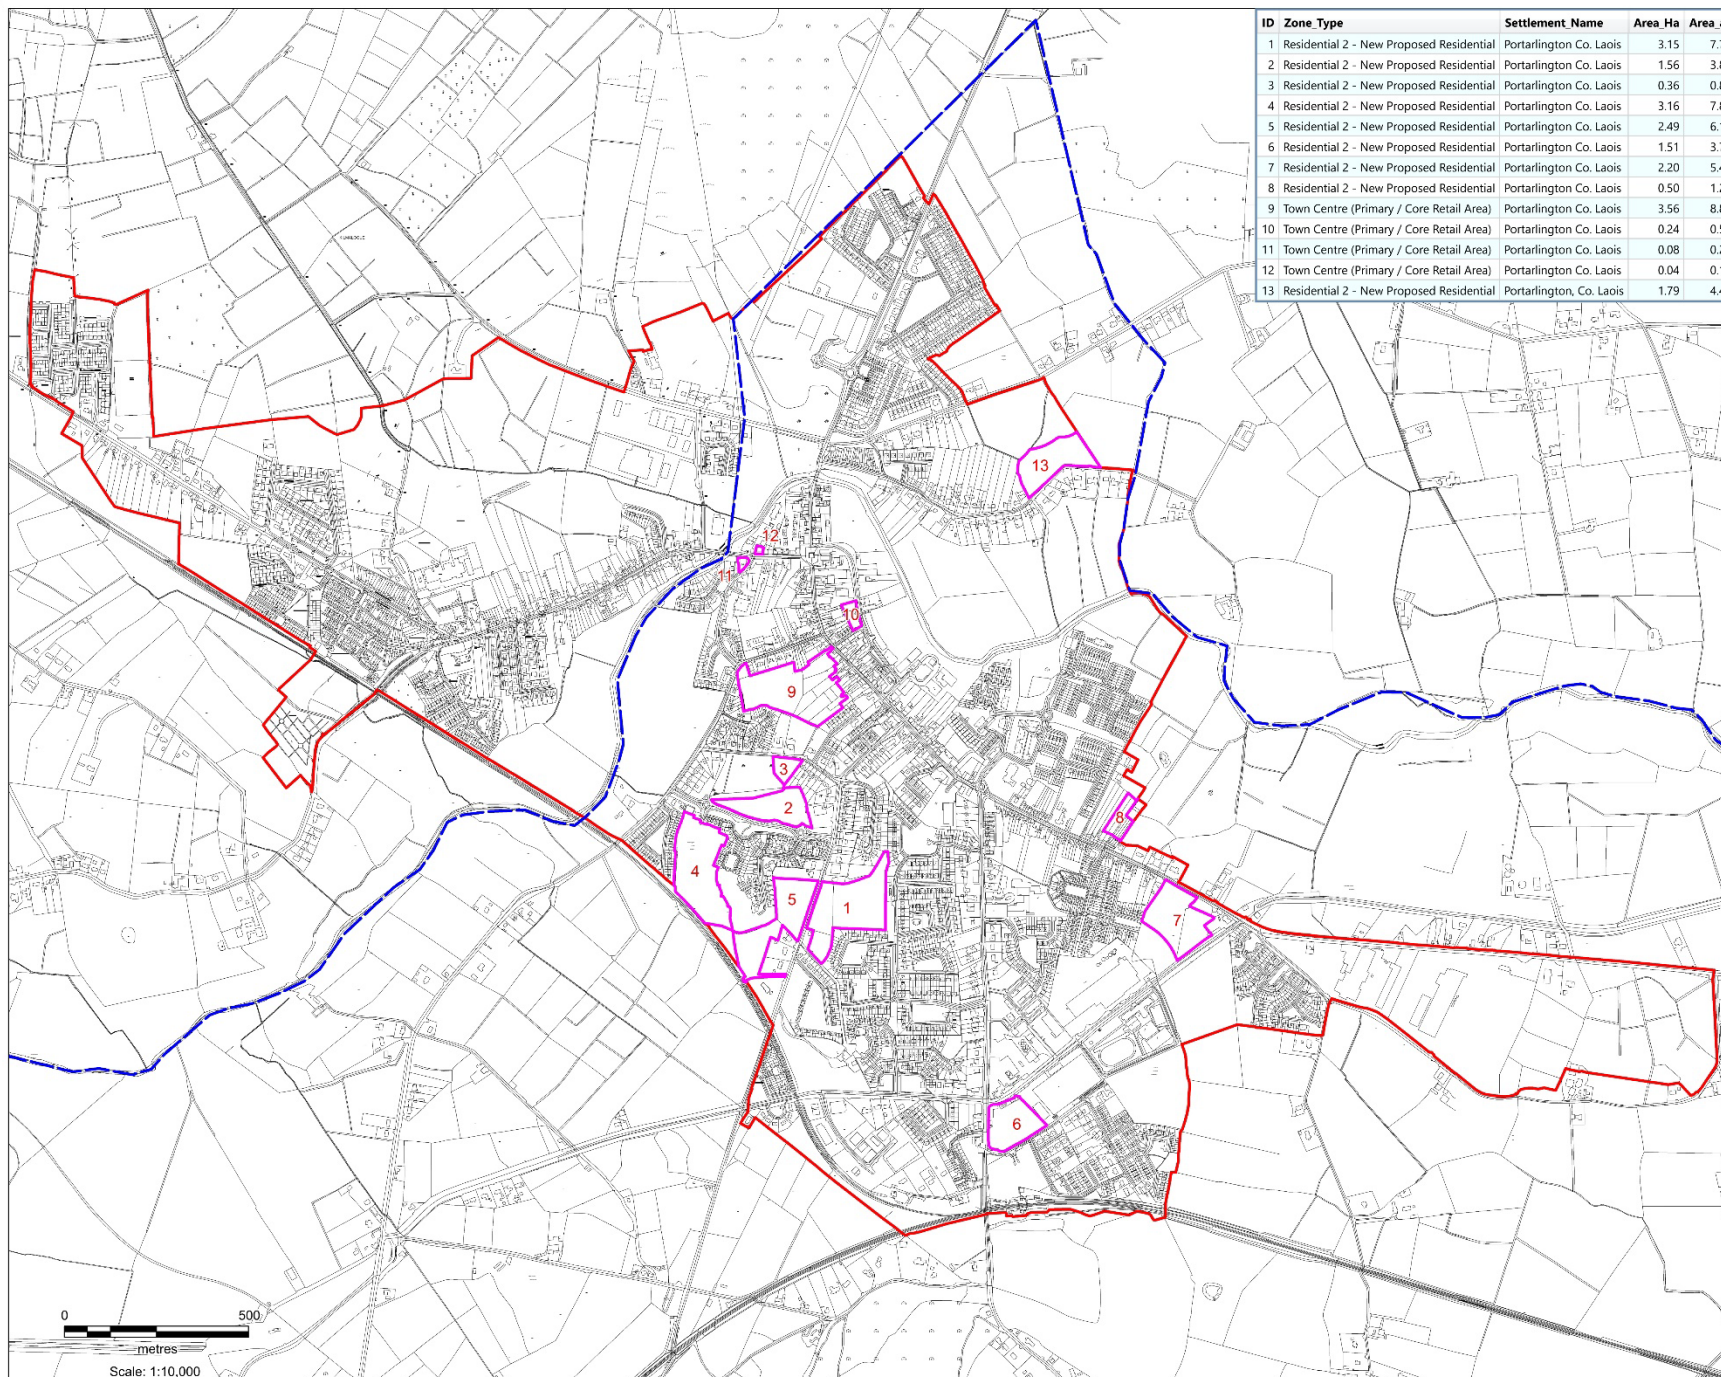 ID Zone_Type Settlement_Name Area_Ha
1 Residential 2 - New Proposed Residential Portarlington Co. Laois 3.15
2 Residential 2 - New Proposed Residential Portarlington Co. Laois 1.56
3 Residential 2 - New Proposed Residential Portarlington Co. Laois 0.36
4 Residential 2 - New Proposed Residential Portarlington Co. Laois 3.16
5 Residential 2 - New Proposed Residential Portarlington Co. Laois 2.49
6 Residential 2 - New Proposed Residential Portarlington Co. Laois 1.51
7 Residential 2 - New Proposed Residential Portarlington Co. Laois 2.20
8 Residential 2 - New Proposed Residential Portarlington Co. Laois 0.50
9 Town Centre (Primary / Core Retail Area) Portarlington Co. Laois 3.56
10 Town Centre (Primary / Core Retail Area) Portarlington Co. Laois 0.24
11 Town Centre (Primary / Core Retail Area) Portarlington Co. Laois 0.08
12 Town Centre (Primary / Core Retail Area) Portarlington Co. Laois 0.04
13 Residential 2 - New Proposed Residential Portarlington, Co. Laois 1.79
13
12
11
10
9
3
2
8
4
5
1
7
6
0 500
metres
Scale: 1:10,000